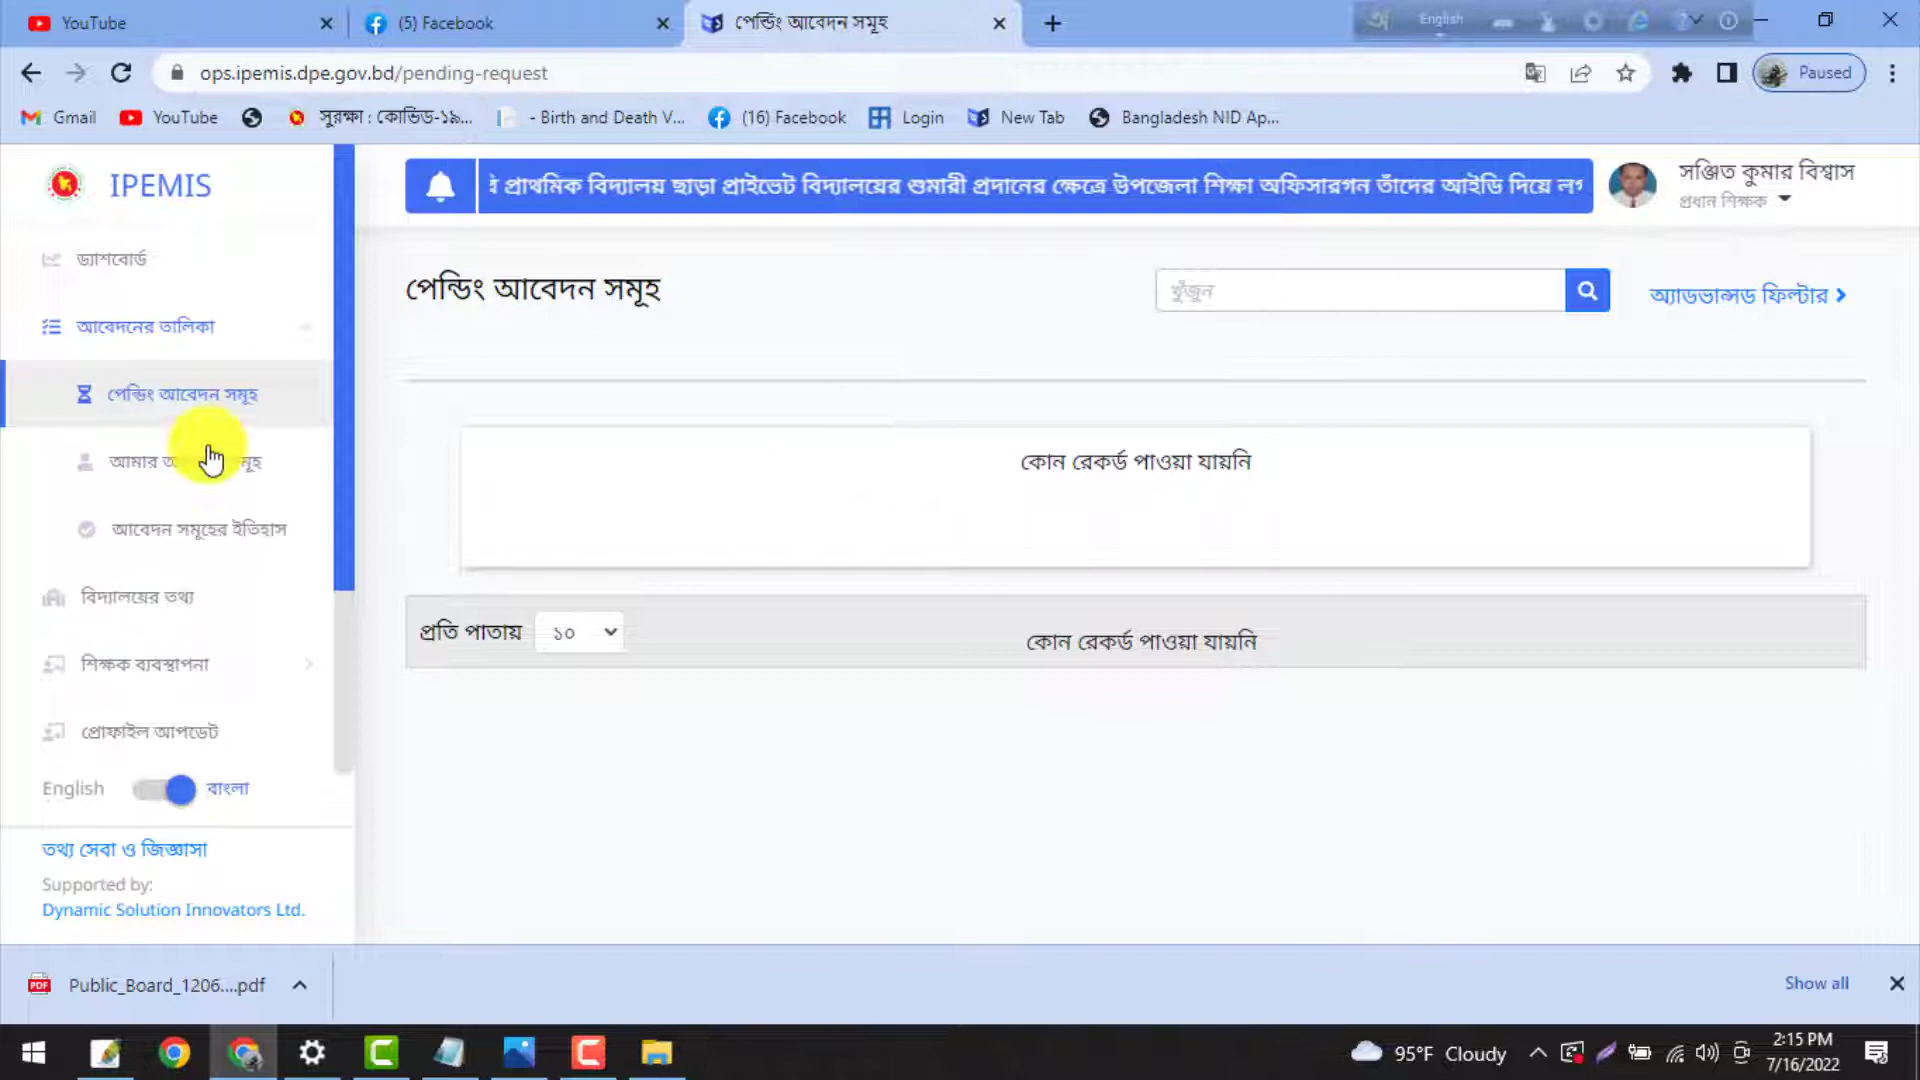 YouTube
(5) Facebook
পেন্ডিং আবেদন সমূহ
English
ops.ipemis.dpe.gov.bd/pending-request
Paused
Gmail
YouTube
সুরক্ষা : কোভিড-১৯...
- Birth and Death V...
(16) Facebook
Login
New Tab
Bangladesh NID Ap...
IPEMIS
প্রাথমিক বিদ্যালয় ছাড়া প্রাইভেট বিদ্যালয়ের শুমারী প্রদানের ক্ষেত্রে উপজেলা শিক্ষা অফিসারগন তাঁদের আইডি দিয়ে
সঞ্জিত কুমার বিশ্বাস
প্রধান শিক্ষক
ড্যাশবোর্ড
আবেদনের তালিকা
পেন্ডিং আবেদন সমূহ
আমার
আবেদন সমূহের ইতিহাস
বিদ্যালয়ের তথ্য
শিক্ষক ব্যবস্থাপনা
প্রোফাইল আপডেট
English
বাংলা
তথ্য সেবা ও জিজ্ঞাসা
Supported by:
Dynamic Solution Innovators Ltd.
পেন্ডিং আবেদন সমূহ
খুঁজুন
অ্যাডভান্সড ফিল্টার
কোন রেকর্ড পাওয়া যায়নি
প্রতি পাতায়
১০
কোন রেকর্ড পাওয়া যায়নি
PDF
Public_Board_1206....pdf
Show all
95°F Cloudy
2:15 PM
7/16/2022